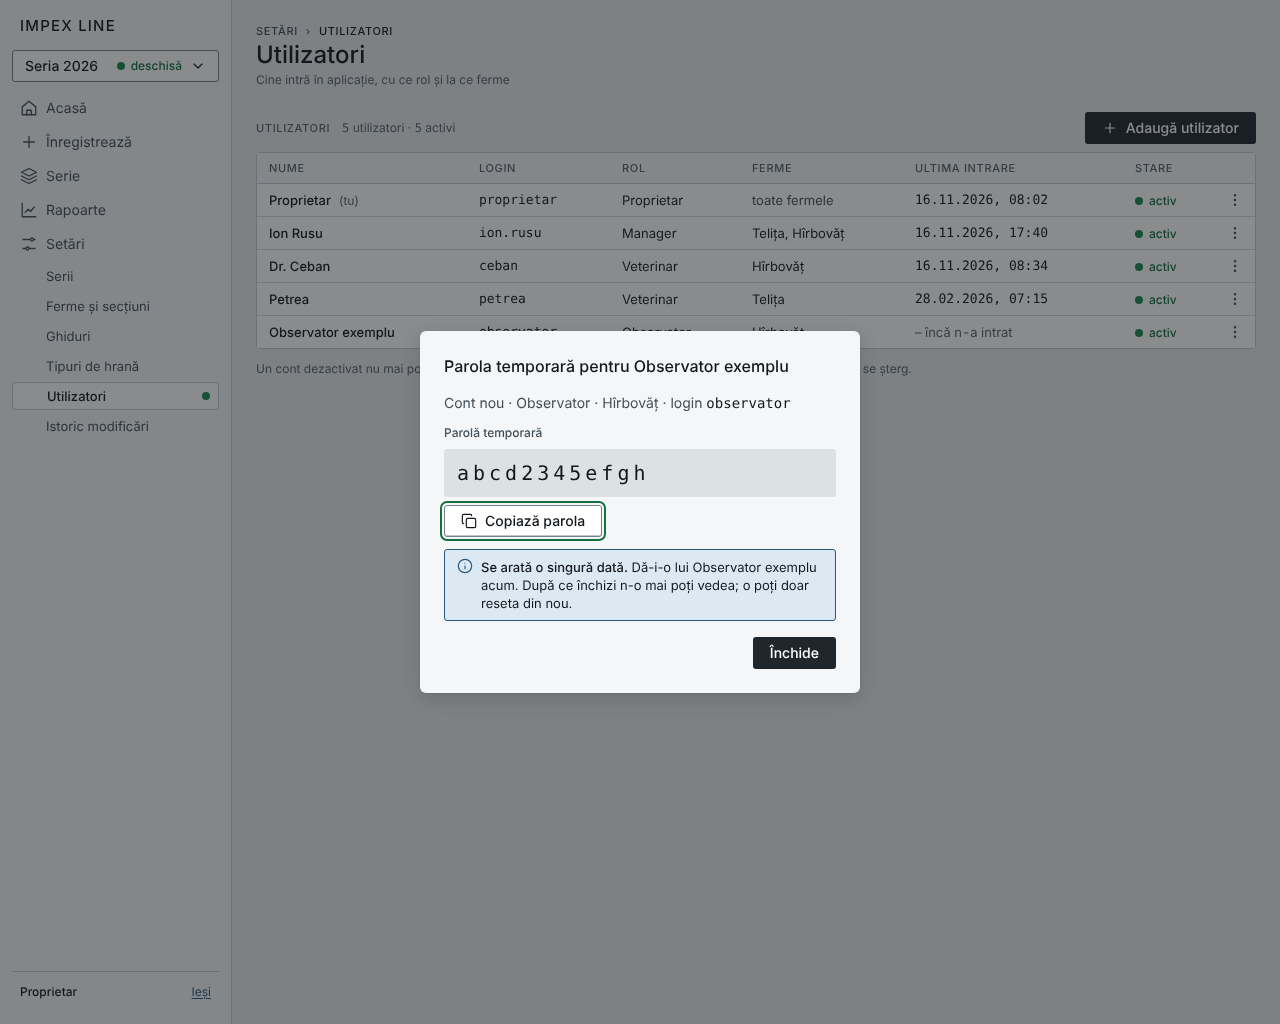 IMPEX LINE
Seria 2026 deschisă
Acasă
Înregistrează
Serie
Rapoarte
Setări
Serii
Ferme și secțiuni
Ghiduri
Tipuri de hrană
Utilizatori
Istoric modificări
Proprietar Ieși
SETĂRI › UTILIZATORI
Utilizatori
Cine intră în aplicație, cu ce rol și la ce ferme
UTILIZATORI 5 utilizatori · 5 activi
+ Adaugă utilizator
NUME LOGIN ROL FERME ULTIMA INTRARE STARE
Proprietar (tu) proprietar Proprietar toate fermele 16.11.2026, 08:02 activ
Ion Rusu ion.rusu Manager Telița, Hîrbovăț 16.11.2026, 17:40 activ
Dr. Ceban ceban Veterinar Hîrbovăț 16.11.2026, 08:34 activ
Petrea petrea Veterinar Telița 28.02.2026, 07:15 activ
Observator exemplu observator Observator Hîrbovăț – încă n-a intrat activ
Un cont dezactivat nu mai se șterg.
Parola temporară pentru Observator exemplu
Cont nou · Observator · Hîrbovăț · login observator
Parolă temporară
abcd2345efgh
Copiază parola
Se arată o singură dată. Dă-i-o lui Observator exemplu
acum. După ce închizi n-o mai poți vedea; o poți doar
reseta din nou.
Închide